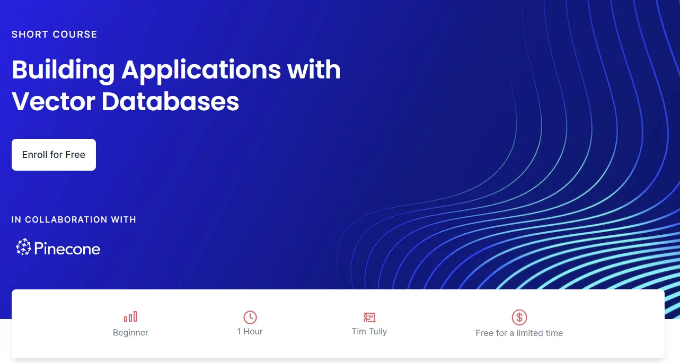 SHORT COURSE
Building Applications with
Vector Databases
Enroll for Free
IN COLLABORATION WITH
Pinecone
Beginner
1 Hour
Tim Tully
Free for a limited time